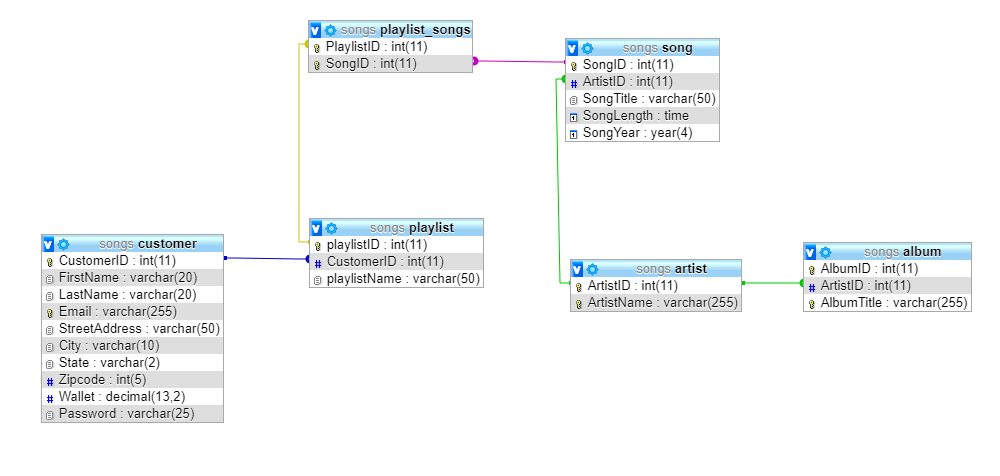 songs playlist_songs
PlaylistID : int(11)
SongID : int(11)
songs song
SongID : int(11)
ArtistID : int(11)
SongTitle : varchar(50)
SongLength : time
SongYear : year(4)
songs customer
CustomerID : int(11)
FirstName : varchar(20)
LastName : varchar(20)
Email : varchar(255)
StreetAddress : varchar(50)
City : varchar(10)
State : varchar(2)
Zipcode : int(5)
Wallet : decimal(13,2)
Password : varchar(25)
songs playlist
playlistID : int(11)
CustomerID : int(11)
playlistName : varchar(50)
songs artist
ArtistID : int(11)
ArtistName : varchar(255)
songs album
AlbumID : int(11)
ArtistID : int(11)
AlbumTitle : varchar(255)